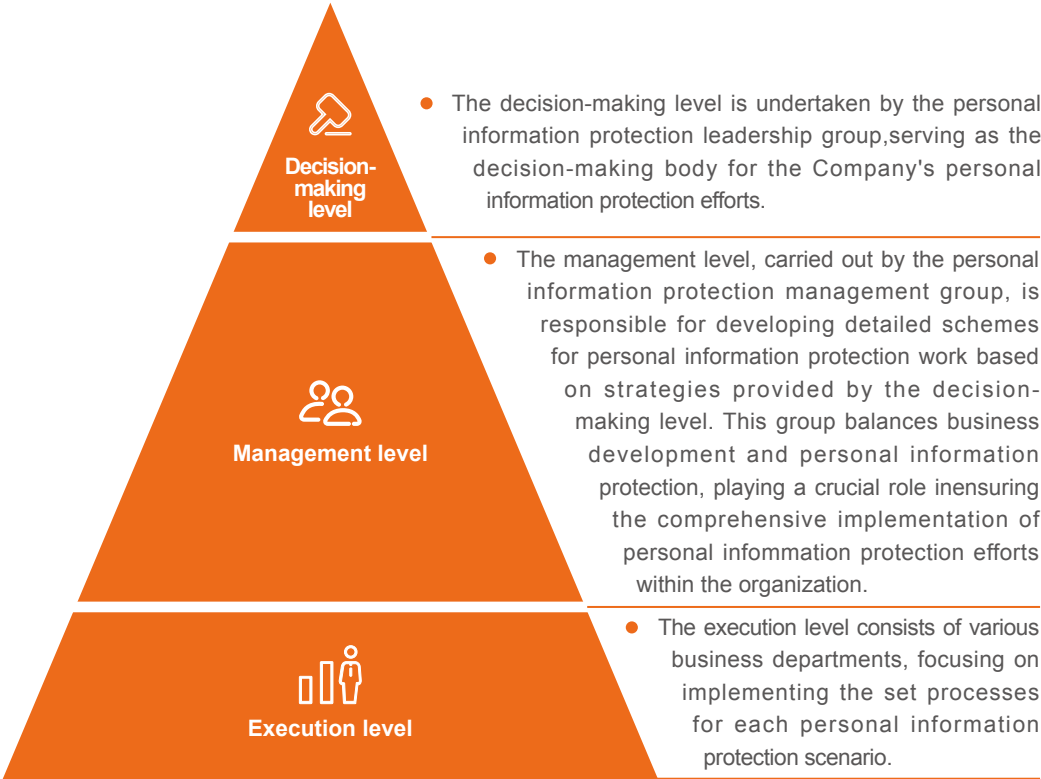 Decision-
making
level
The decision-making level is undertaken by the personal
information protection leadership group,serving as the
decision-making body for the Company's personal
information protection efforts.
Management level
The management level, carried out by the personal
information protection management group, is
responsible for developing detailed schemes
for personal information protection work based
on strategies provided by the decision-
making level. This group balances business
development and personal information
protection, playing a crucial role inensuring
the comprehensive implementation of
personal infommation protection efforts
within the organization.
Execution level
The execution level consists of various
business departments, focusing on
implementing the set processes
for each personal information
protection scenario.